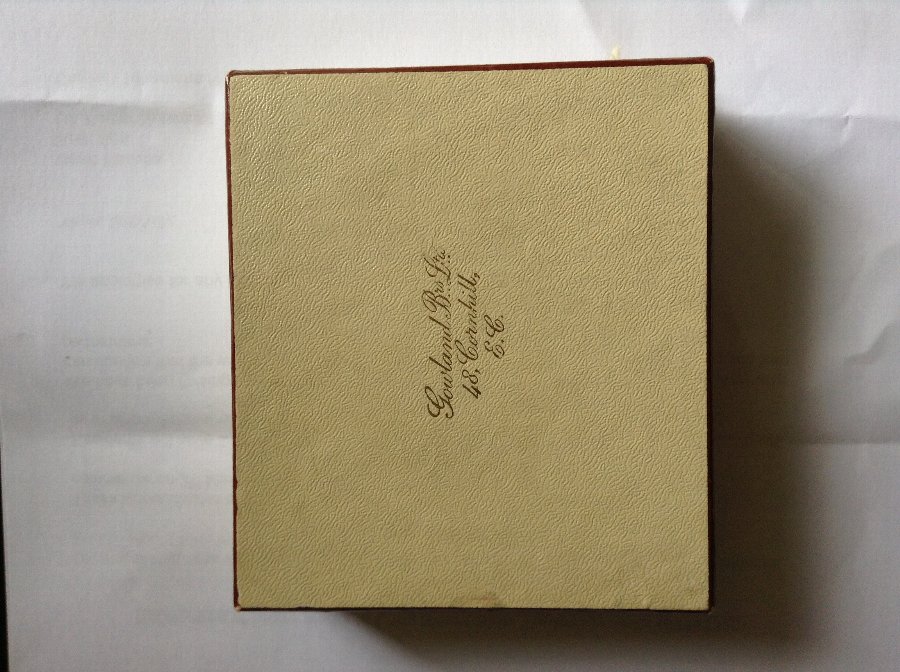 Gowland Bros. Ltd.
48, Cornhill,
E.C.